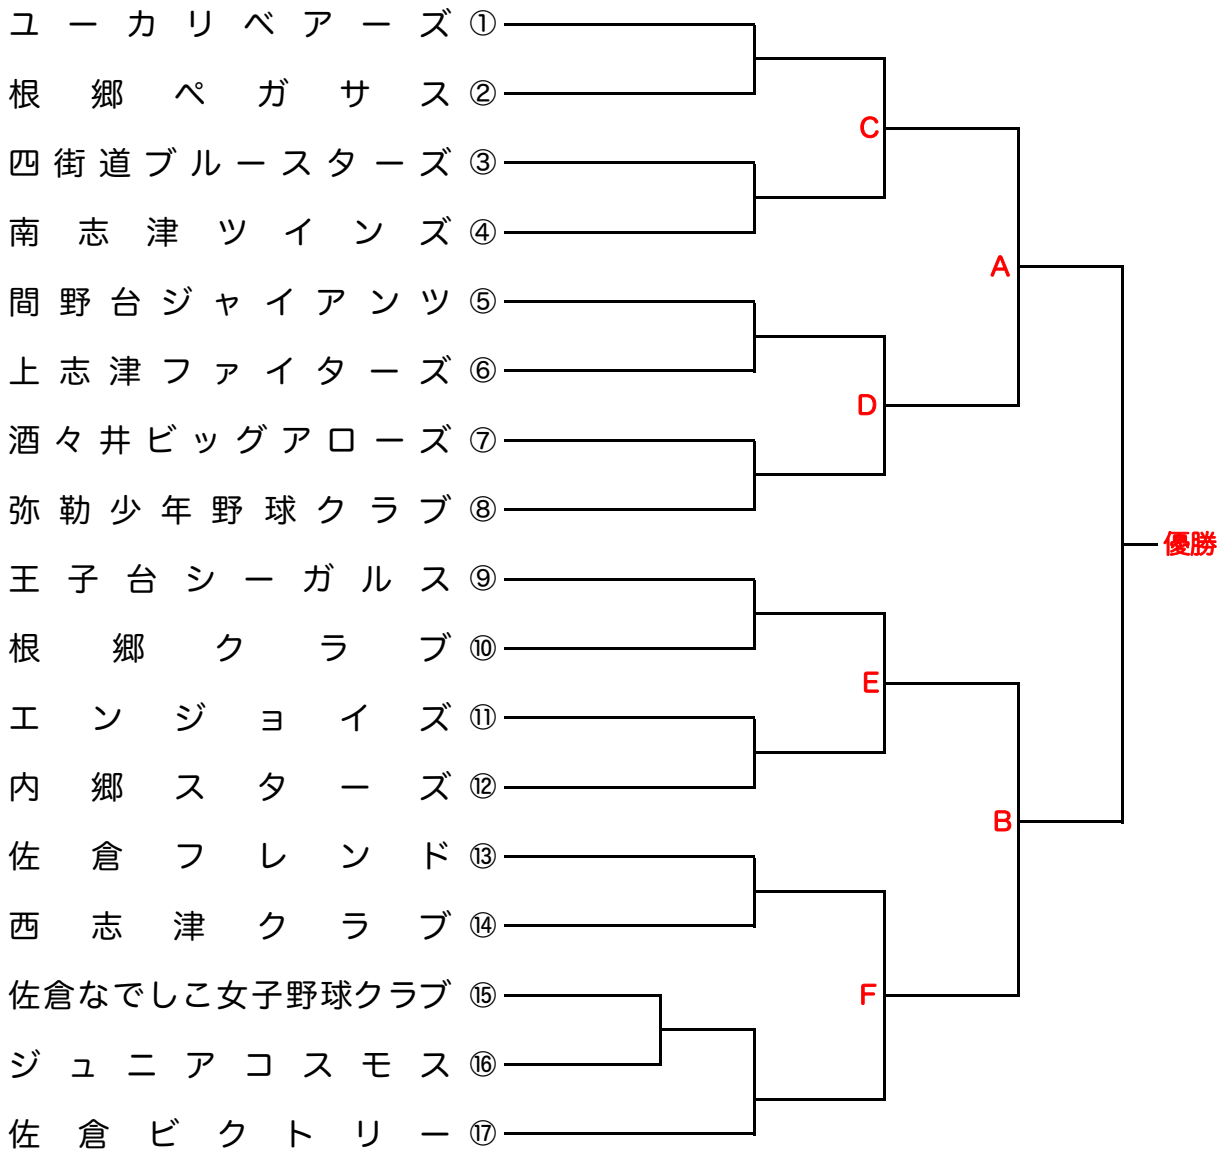 ユーカリベアーズ ①
根郷ペガサス ②
C
四街道ブルースターズ ③
南志津ツインズ ④
A
間野台ジャイアンツ ⑤
上志津ファイターズ ⑥
D
酒々井ビッグアローズ ⑦
弥勒少年野球クラブ ⑧
優勝
王子台シーガルス ⑨
根郷クラブ ⑩
E
エンジョイズ ⑪
内郷スターズ ⑫
B
佐倉フレンド ⑬
西志津クラブ ⑭
佐倉なでしこ女子野球クラブ ⑮
F
ジュニアコスモス ⑯
佐倉ビクトリー ⑰